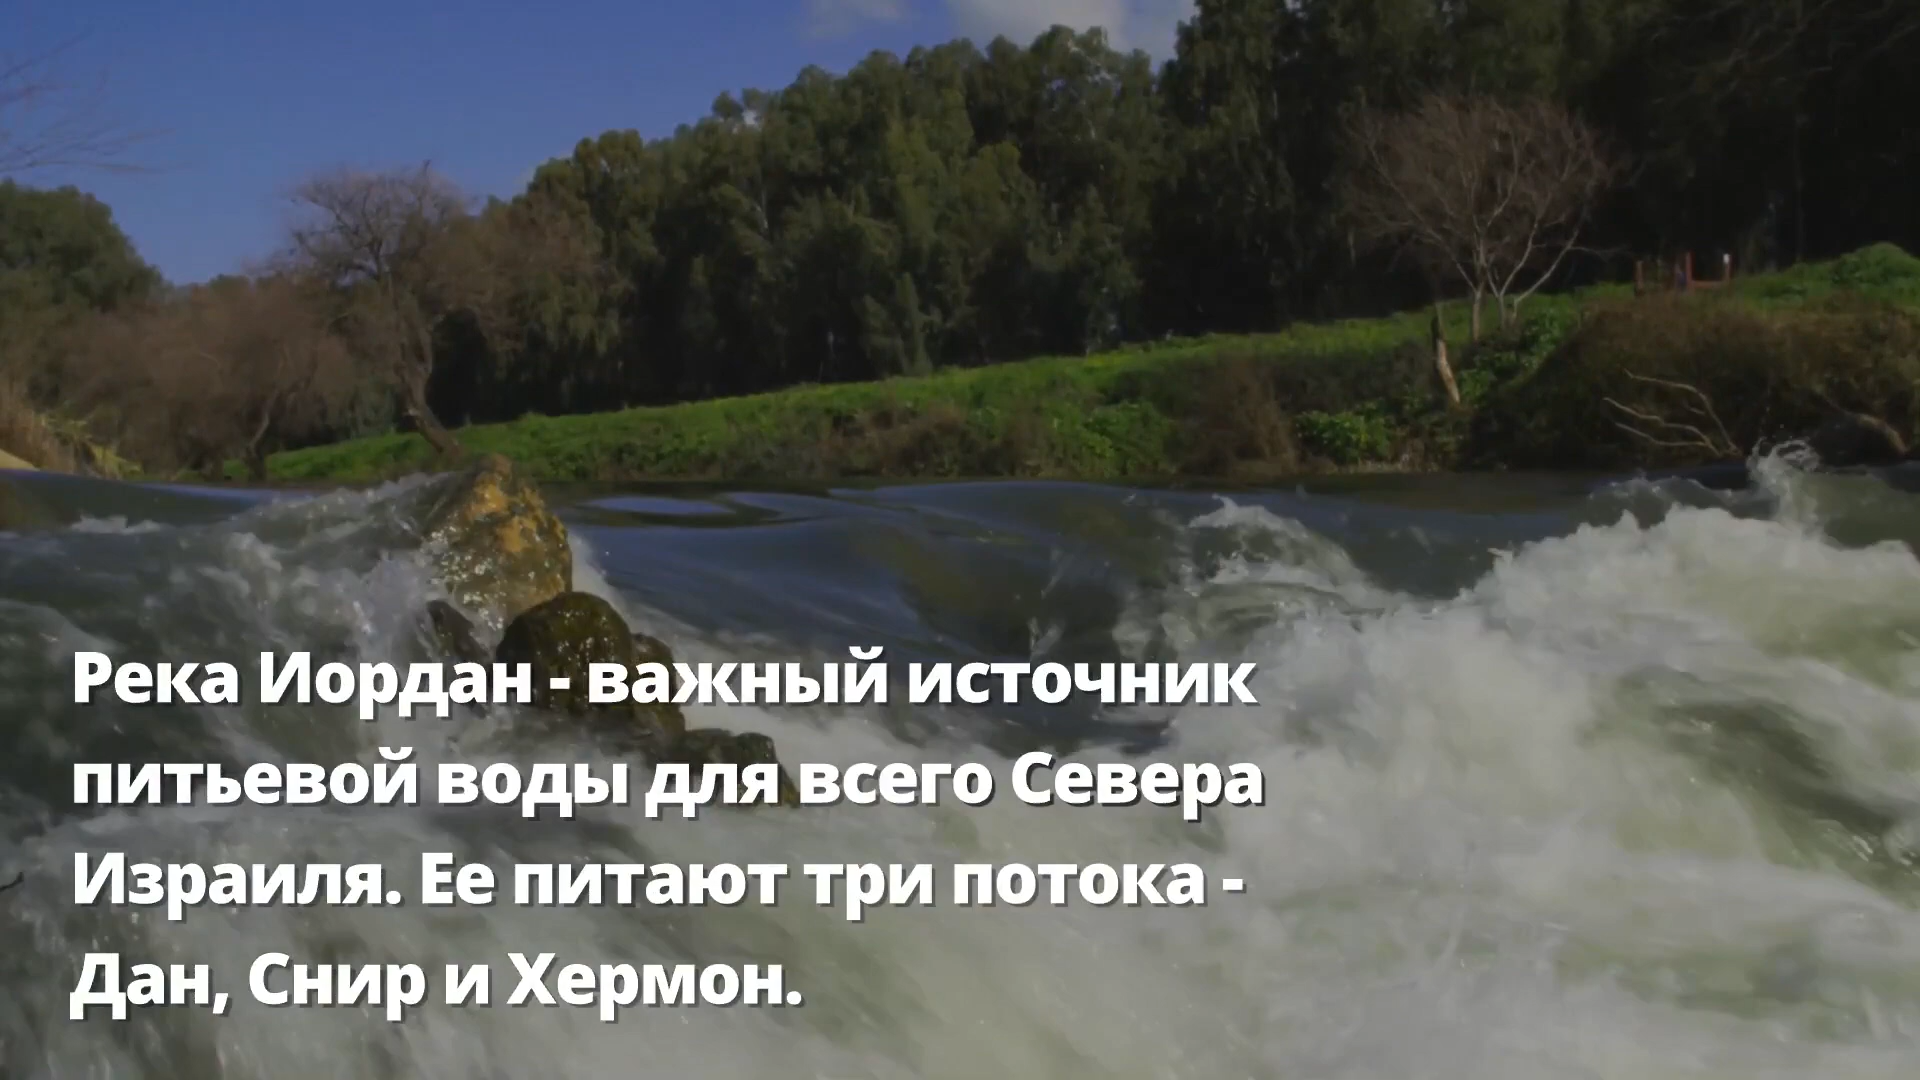 Река Иордан - важный источник
питьевой воды для всего Севера
Израиля. Ее питают три потока -
Дан, Снир и Хермон.